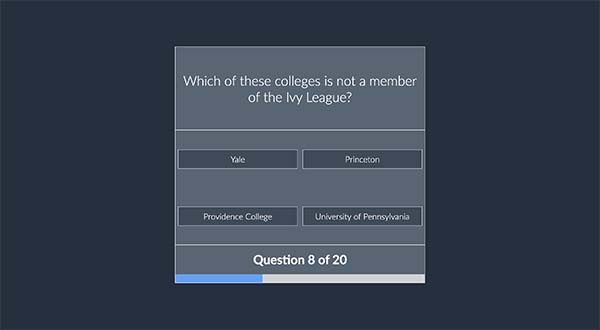 Which of these colleges is not a member
of the Ivy League?
Yale
Princeton
Providence College
University of Pennsylvania
Question 8 of 20